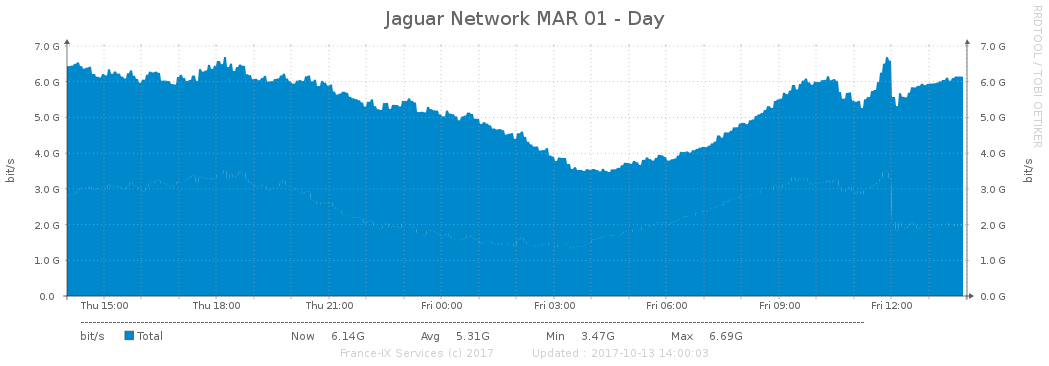 Jaguar Network MAR 01 - Day
RRDTOOL / TOBI OETIKER
7.0 G 7.0 G
6.0 G 6.0 G
5.0 G 5.0 G
4.0 G 4.0 G
3.0 G 3.0 G
2.0 G 2.0 G
1.0 G 1.0 G
0.0 0.0 G
bit/s
bit/s
Thu 15:00 Thu 18:00 Thu 21:00 Fri 00:00 Fri 03:00 Fri 06:00 Fri 09:00 Fri 12:00
bit/s Total Now 6.14G Avg 5.31G Min 3.47G Max 6.69G
France-IX Services (c) 2017 Updated : 2017-10-13 14:00:03